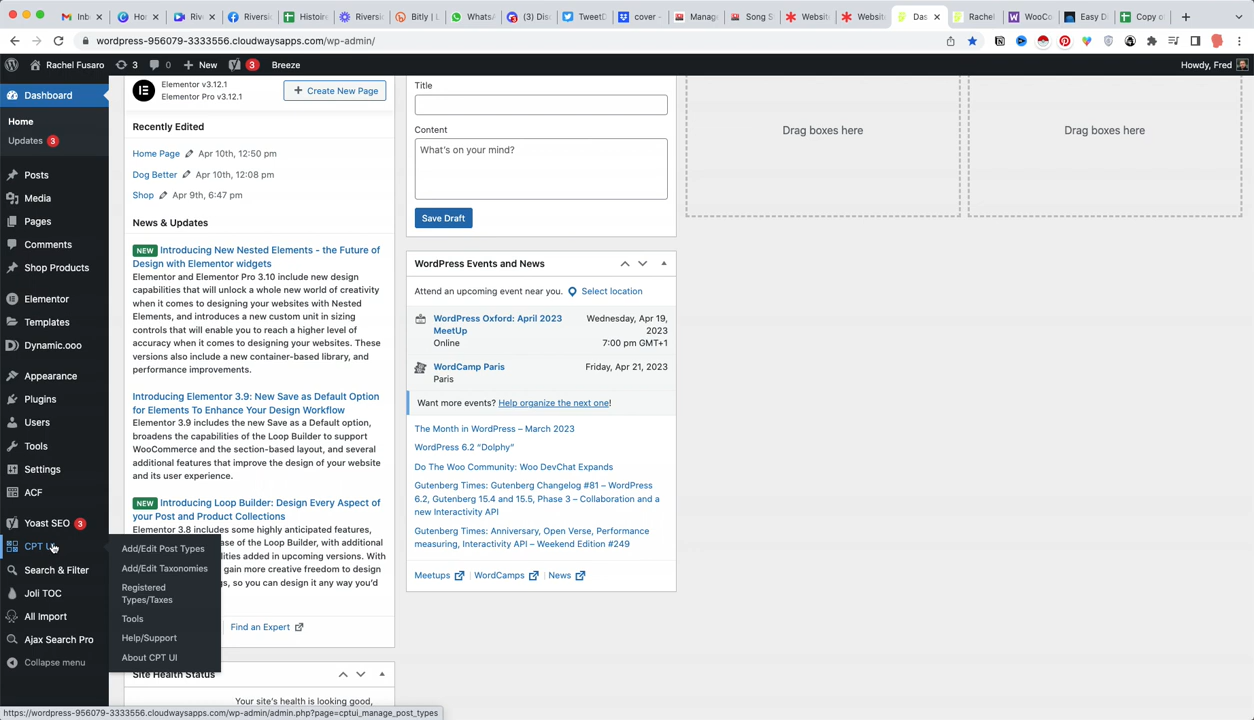 Inb
Ho
Riv
Riversi
Histoire
Riversi
Bitly | L
WhatsA
(3) Disc
TweetD
cover -
Manag
Song S
Website
Website
Das
Rachel
WooCo
Easy D
Copy o
wordpress-956079-3333556.cloudwaysapps.com/wp-admin/
Rachel Fusaro
3
0
New
3
Breeze
Howdy, Fred
Dashboard
Home
Updates 3
Posts
Media
Pages
Comments
Shop Products
Elementor
Templates
Dynamic.ooo
Appearance
Plugins
Users
Tools
Settings
ACF
Yoast SEO 3
CPT UI
Search & Filter
Joli TOC
All Import
Ajax Search Pro
Collapse menu
Add/Edit Post Types
Add/Edit Taxonomies
Registered
Types/Taxes
Tools
Help/Support
About CPT UI
Elementor v3.12.1
Elementor Pro v3.12.1
Create New Page
Recently Edited
Home Page Apr 10th, 12:50 pm
Dog Better Apr 10th, 12:08 pm
Shop Apr 9th, 6:47 pm
News & Updates
NEW Introducing New Nested Elements - the Future of
Design with Elementor widgets
Elementor and Elementor Pro 3.10 include new design
capabilities that will unlock a whole new world of creativity
when it comes to designing your websites with Nested
Elements, and introduces a new custom unit in sizing
controls that will enable you to reach a higher level of
accuracy when it comes to designing your websites. These
versions also include a new container-based library, and
performance improvements.
Introducing Elementor 3.9: New Save as Default Option
for Elements To Enhance Your Design Workflow
Elementor 3.9 includes the new Save as a Default option,
broadens the capabilities of the Loop Builder to support
WooCommerce and the section-based layout, and several
additional features that improve the design of your website
and its user experience.
NEW Introducing Loop Builder: Design Every Aspect of
your Post and Product Collections
Elementor 3.8 includes some highly anticipated features,
ase of the Loop Builder, with additional
ilities added in upcoming versions. With
gain more creative freedom to design
s, so you can design it any way you'd
Find an Expert
Site Health Status
Your site's health is looking good,
Title
Content
What's on your mind?
Save Draft
WordPress Events and News
Attend an upcoming event near you. Select location
WordPress Oxford: April 2023
MeetUp
Online
Wednesday, Apr 19,
2023
7:00 pm GMT+1
WordCamp Paris
Paris
Friday, Apr 21, 2023
Want more events? Help organize the next one!
The Month in WordPress – March 2023
WordPress 6.2 “Dolphy”
Do The Woo Community: Woo DevChat Expands
Gutenberg Times: Gutenberg Changelog #81 – WordPress
6.2, Gutenberg 15.4 and 15.5, Phase 3 – Collaboration and a
new Interactivity API
Gutenberg Times: Anniversary, Open Verse, Performance
measuring, Interactivity API – Weekend Edition #249
Meetups
WordCamps
News
Drag boxes here
Drag boxes here
https://wordpress-956079-3333556.cloudwaysapps.com/wp-admin/admin.php?page=cptui_manage_post_types